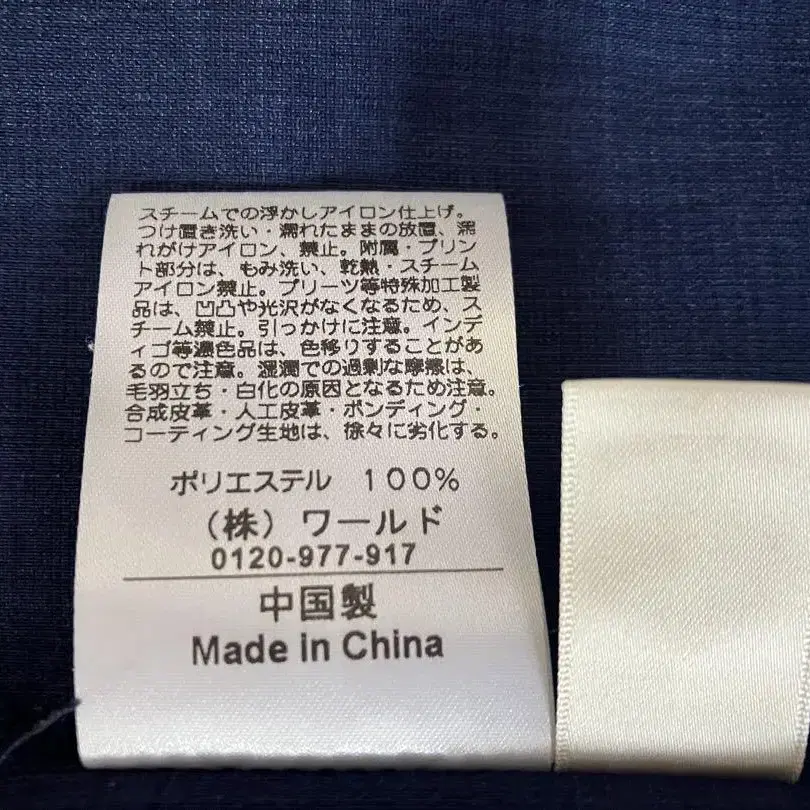 スチームでの浮かしアイロン仕上げ。
つけ置き洗い・濡れたままの放置、濡
れがけアイロン、禁止。附属・プリン
ト部分は、もみ洗い、乾熱・スチーム
アイロン禁止。プリーツ等特殊加工製
品は、凹凸や光沢がなくなるため、ス
チーム禁止。引っかけに注意。インデ
ィゴ等濃色品は、色移りすることがあ
るので注意。湿潤での過剰な摩擦は、
毛羽立ち・白化の原因となるため注意。
合成皮革・人工皮革・ボンディング・
コーティング生地は、徐々に劣化する。
ポリエステル 100%
(株) ワールド
0120-977-917
中国製
Made in China